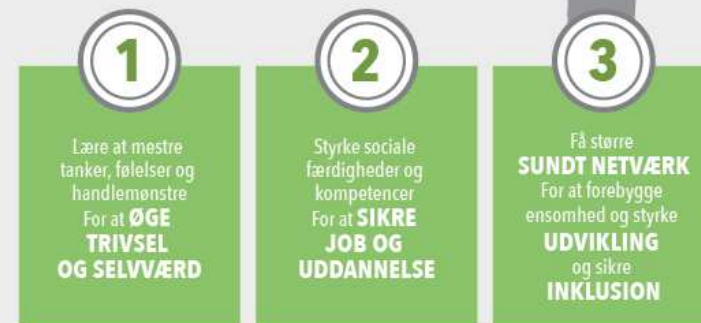 1
Lære at mestre
tanker, følelser og
handlemønstre
For at ØGE
TRIVSEL
OG SELVVÆRD
2
Styrke sociale
færdigheder og
kompetencer
For at SIKRE
JOB OG
UDDANNELSE
3
Få større
SUNDT NETVÆRK
For at forebygge
ensomhed og styrke
UDVIKLING
og sikre
INKLUSION